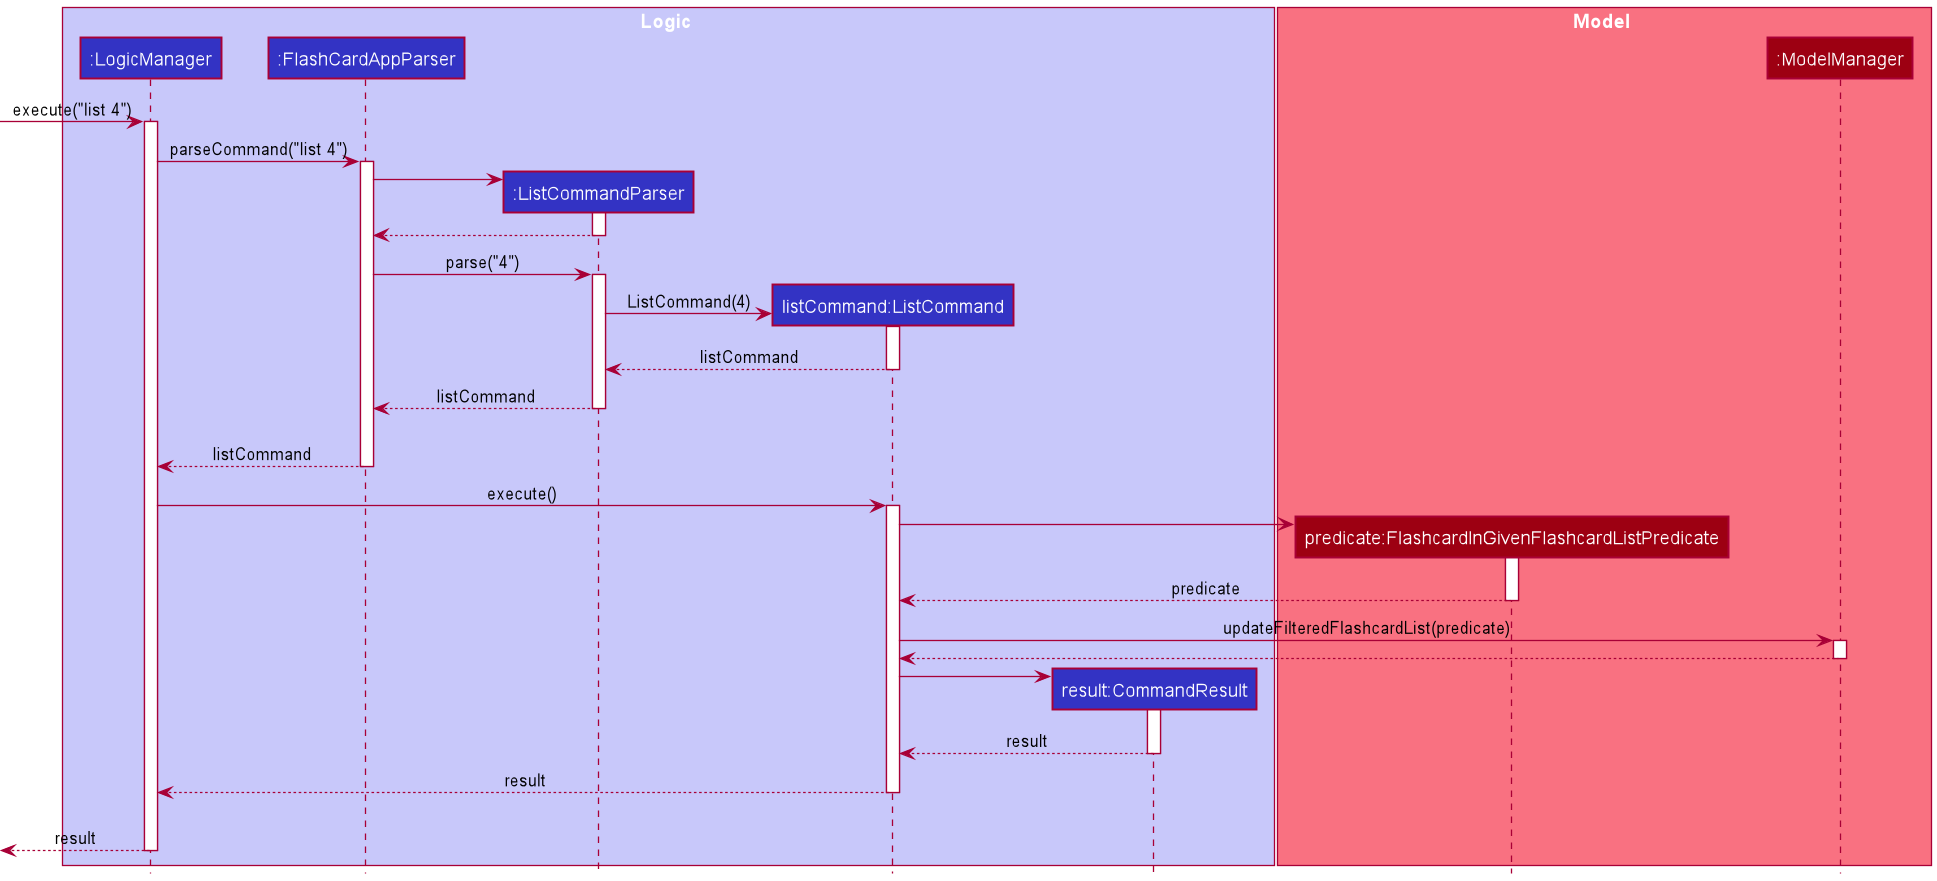 Logic
Model
:LogicManager
:FlashCardAppParser
:ModelManager
execute("list 4")
parseCommand("list 4")
:ListCommandParser
parse("4")
ListCommand(4)
listCommand:ListCommand
listCommand
listCommand
listCommand
execute()
predicate:FlashcardInGivenFlashcardListPredicate
predicate
updateFilteredFlashcardList(predicate)
result:CommandResult
result
result
result